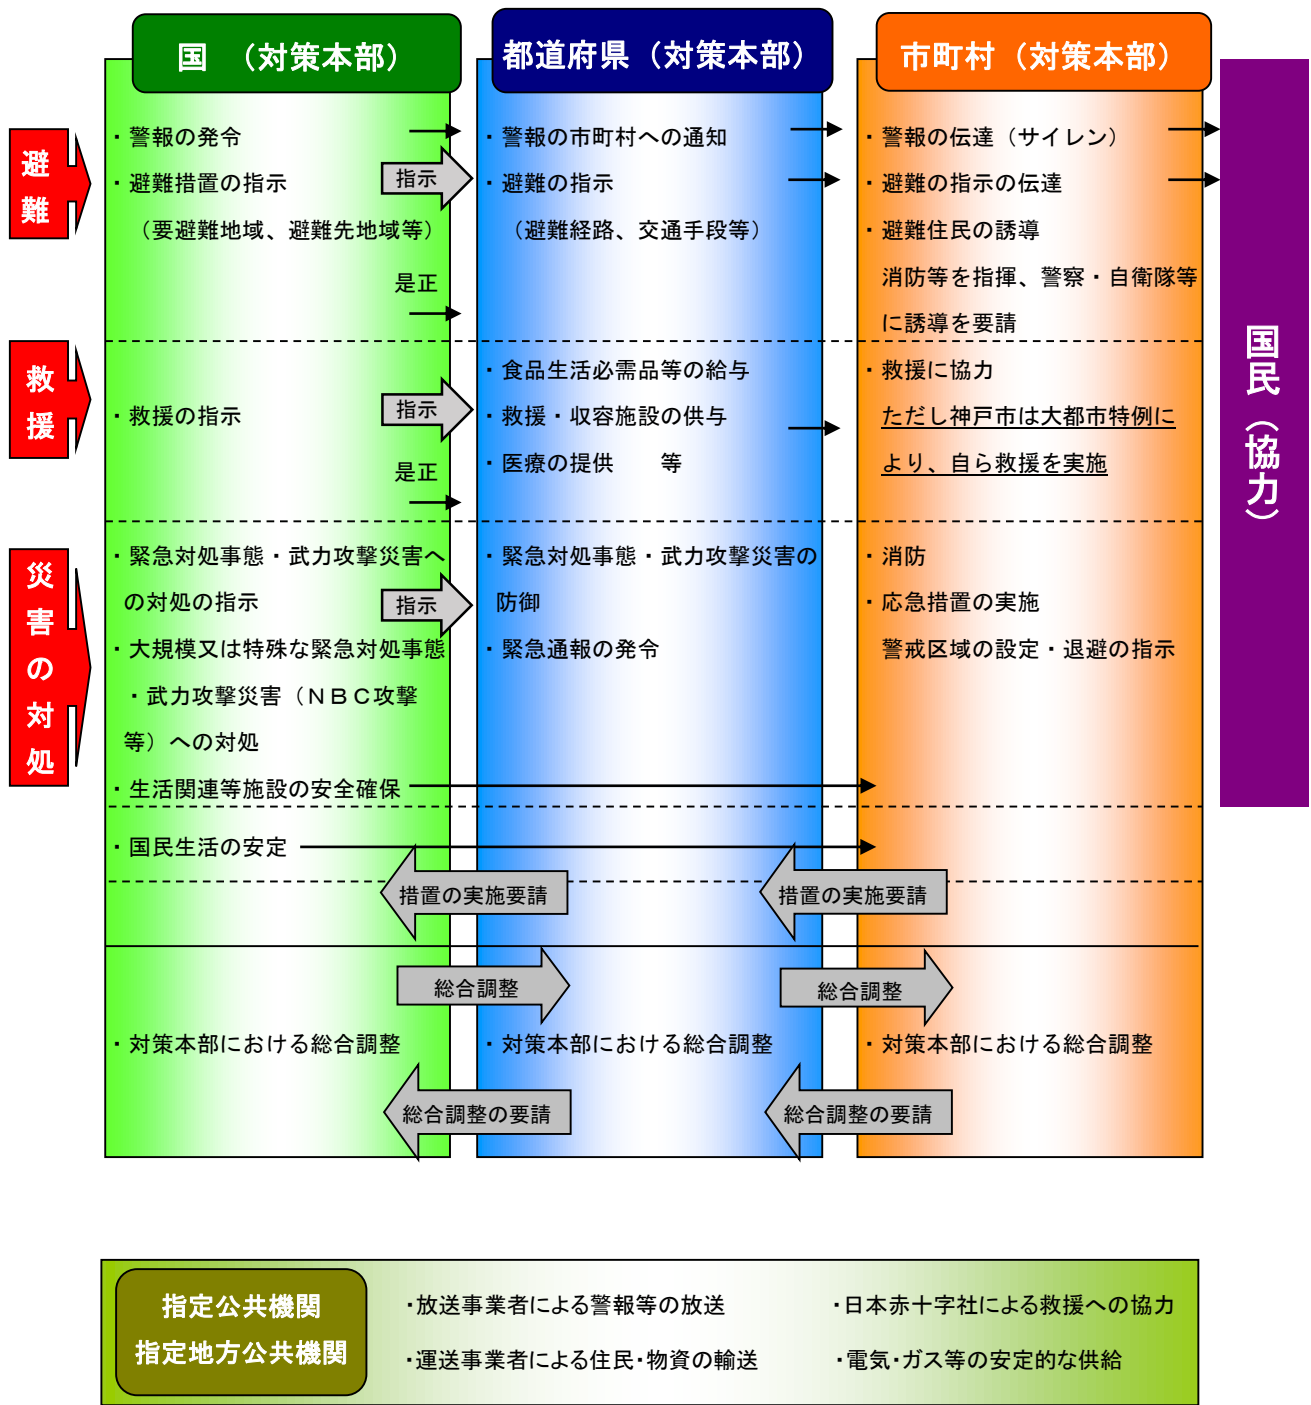 国　（対策本部）
都道府県（対策本部）
市町村（対策本部）
避難
・警報の発令
・避難措置の指示
（要避難地域、避難先地域等）
指示
是正
・警報の市町村への通知
・避難の指示
（避難経路、交通手段等）
・警報の伝達（サイレン）
・避難の指示の伝達
・避難住民の誘導
消防等を指揮、警察・自衛隊等
に誘導を要請
国民（協力）
救援
・救援の指示
指示
是正
・食品生活必需品等の給与
・救援・収容施設の供与
・医療の提供　　等
・救援に協力
ただし神戸市は大都市特例に
より、自ら救援を実施
災害の対処
・緊急対処事態・武力攻撃災害へ
の対処の指示
指示
・大規模又は特殊な緊急対処事態
・武力攻撃災害（ＮＢＣ攻撃
等）への対処
・生活関連等施設の安全確保
・緊急対処事態・武力攻撃災害の
防御
・緊急通報の発令
・消防
・応急措置の実施
警戒区域の設定・退避の指示
・国民生活の安定
措置の実施要請
措置の実施要請
総合調整
総合調整
・対策本部における総合調整
・対策本部における総合調整
・対策本部における総合調整
総合調整の要請
総合調整の要請
指定公共機関
指定地方公共機関
・放送事業者による警報等の放送
・日本赤十字社による救援への協力
・運送事業者による住民・物資の輸送
・電気・ガス等の安定的な供給